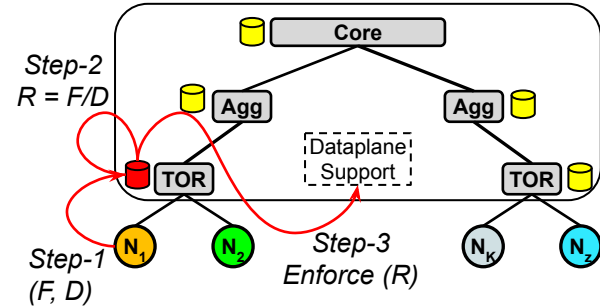 Core
Step-2
R = F/D
Agg
Agg
Dataplane
Support
TOR
TOR
N1
N2
Step-3
Enforce (R)
NK
Nz
Step-1
(F, D)